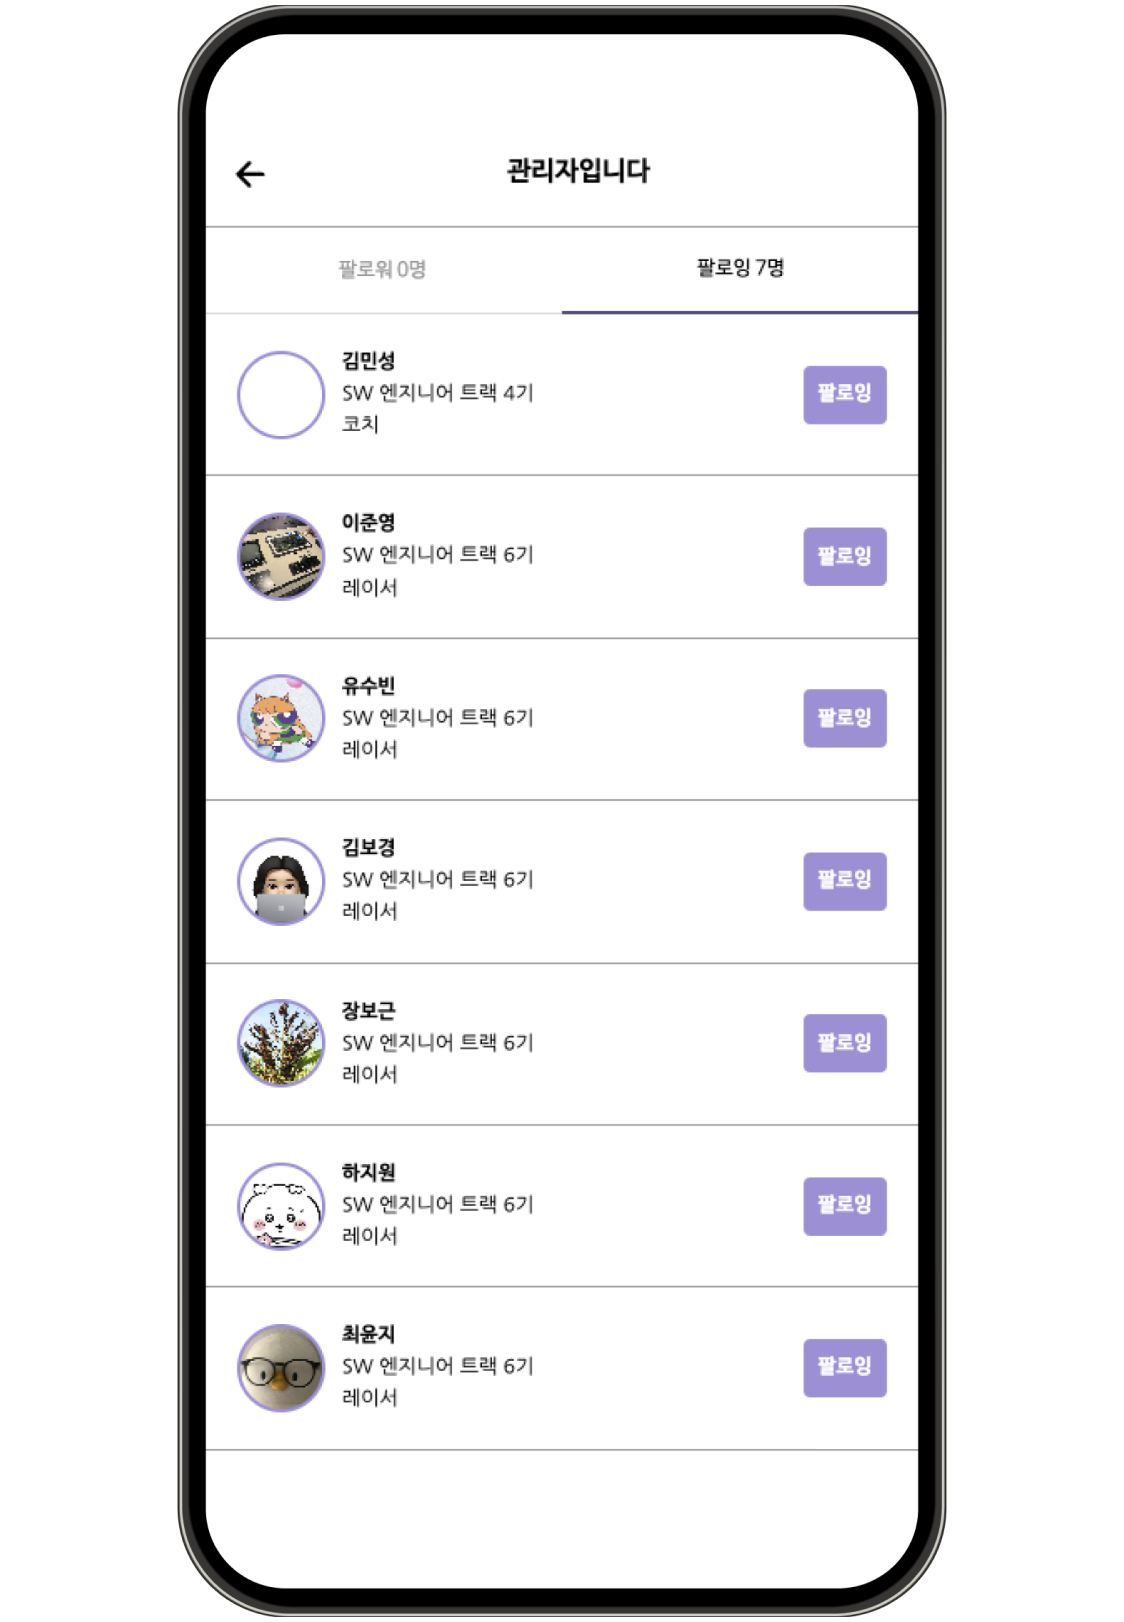 관리자입니다
팔로워 0명
팔로잉 7명
김민성
SW 엔지니어 트랙 4기
코치
팔로잉
이준영
SW 엔지니어 트랙 6기
레이서
팔로잉
유수빈
SW 엔지니어 트랙 6기
레이서
팔로잉
김보경
SW 엔지니어 트랙 6기
레이서
팔로잉
장보근
SW 엔지니어 트랙 6기
레이서
팔로잉
하지원
SW 엔지니어 트랙 6기
레이서
팔로잉
최윤지
SW 엔지니어 트랙 6기
레이서
팔로잉